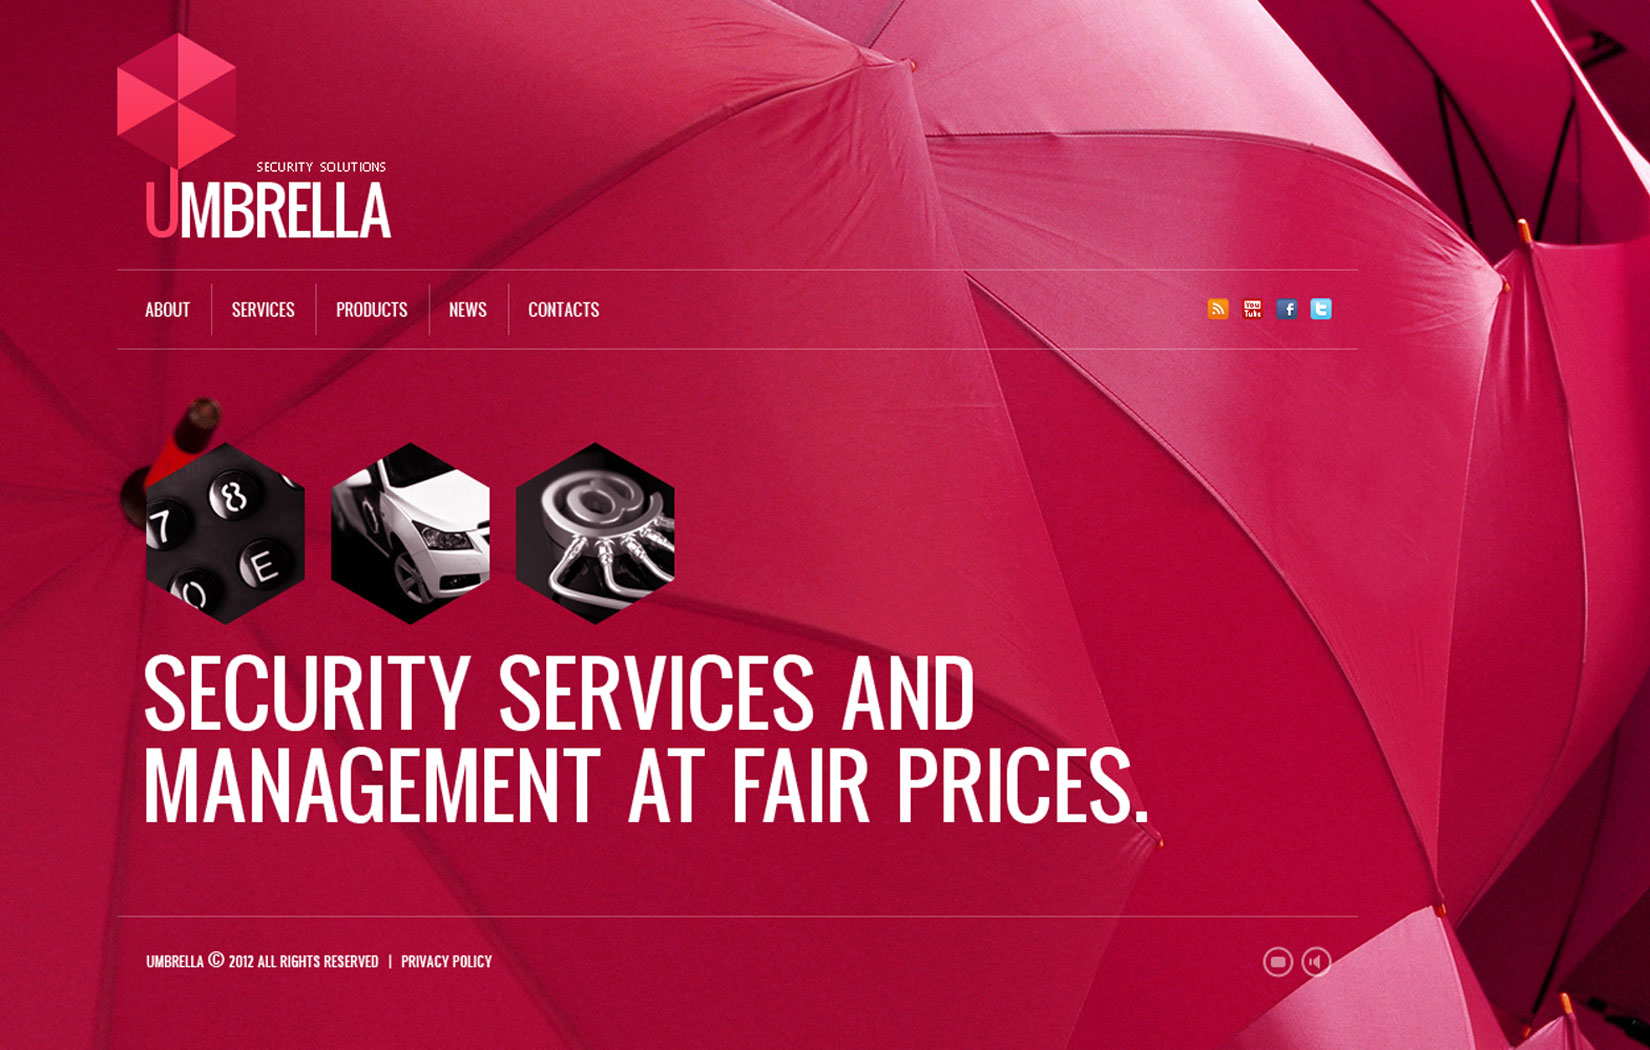 SECURITY SOLUTIONS
UMBRELLA
ABOUT
SERVICES
PRODUCTS
NEWS
CONTACTS
You
Tube
f
t
7
8
0
E
@
SECURITY SERVICES AND
MANAGEMENT AT FAIR PRICES.
UMBRELLA © 2012 ALL RIGHTS RESERVED | PRIVACY POLICY